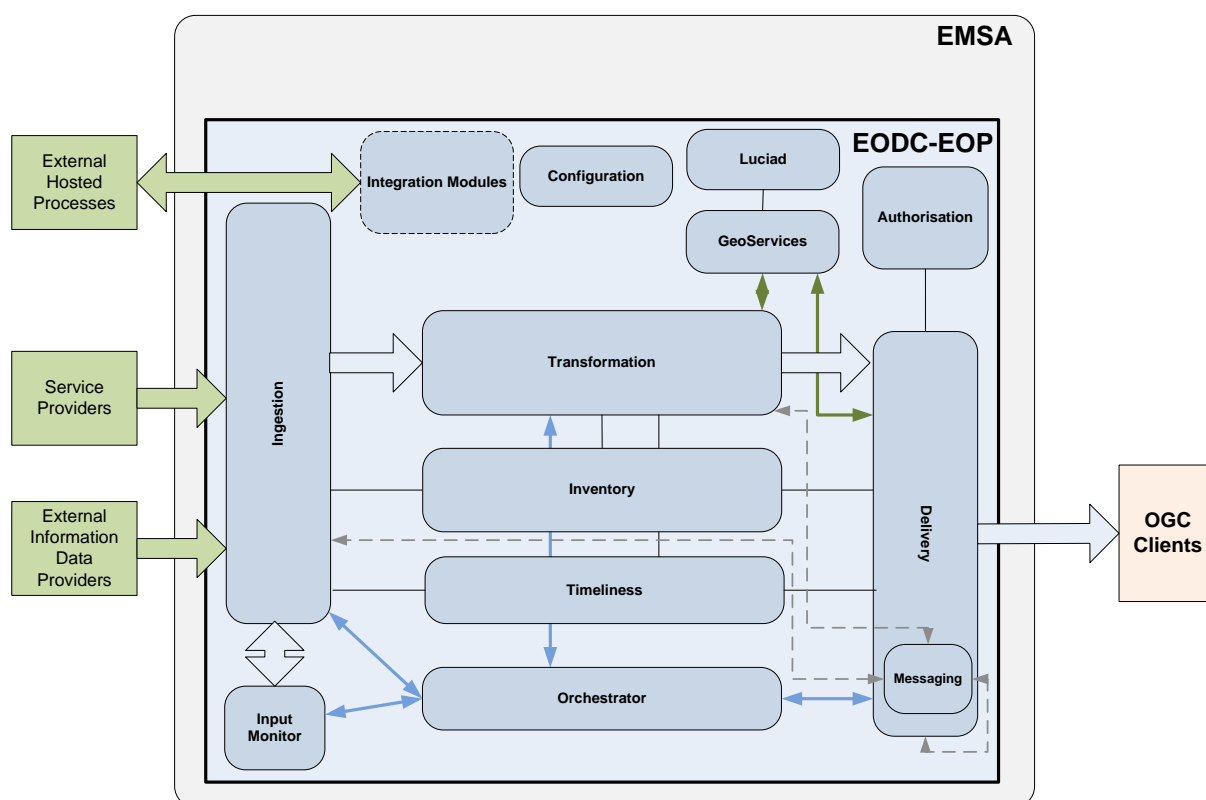 EMSA
EODC-EOP
External
Hosted
Processes
Integration Modules
Configuration
Luciad
GeoServices
Authorisation
Service
Providers
Ingestion
Transformation
External
Information
Data
Providers
Inventory
Timeliness
Delivery
OGC
Clients
Input
Monitor
Orchestrator
Messaging